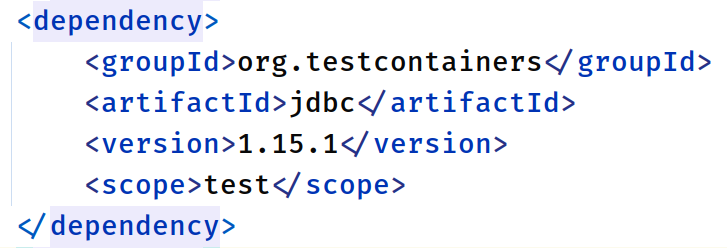 <dependency>
<groupId>org.testcontainers</groupId>
<artifactId>jdbc</artifactId>
<version>1.15.1</version>
<scope>test</scope>
</dependency>